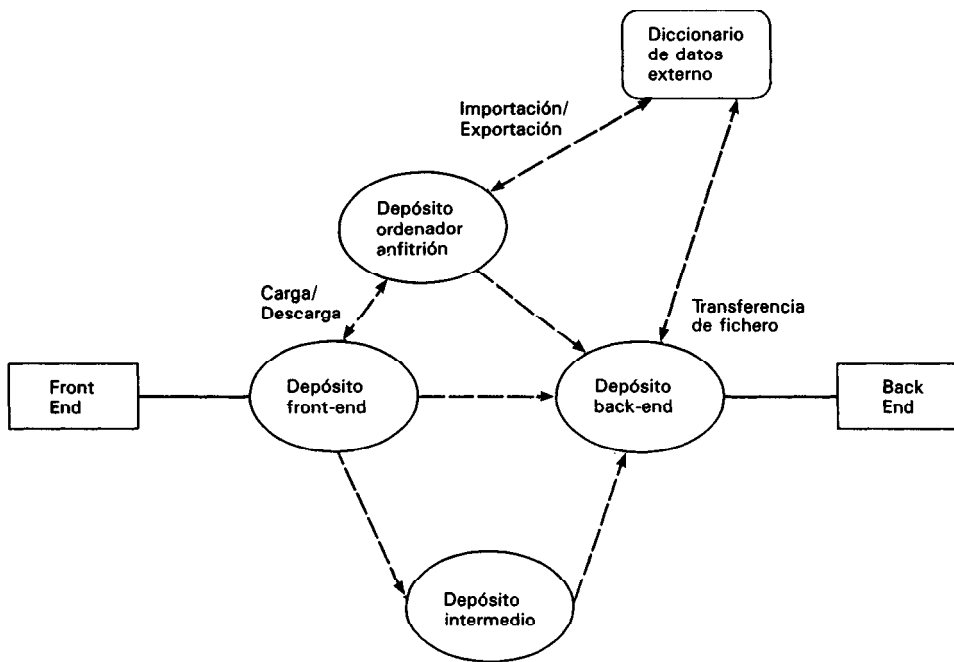 Diccionario
de datos
externo
Importación/
Exportación
Depósito
ordenador
anfitrión
Carga/
Descarga
Transferencia
de fichero
Front
End
Depósito
front-end
Depósito
back-end
Back
End
Depósito
intermedio